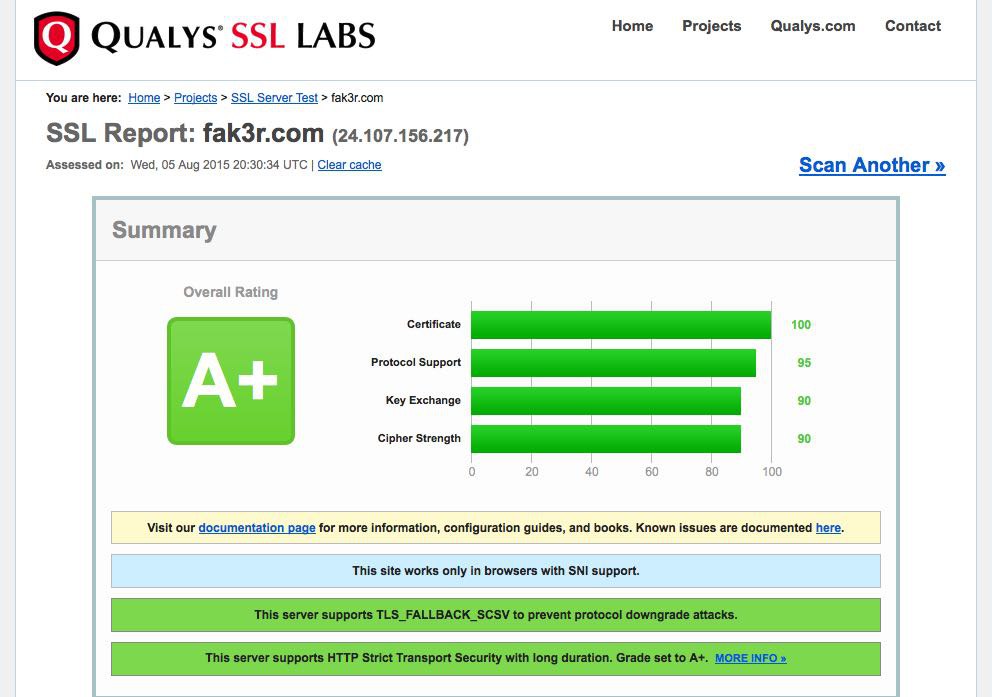 QUALYS® SSL LABS
Home Projects Qualys.com Contact
You are here: Home > Projects > SSL Server Test > fak3r.com
SSL Report: fak3r.com (24.107.156.217)
Assessed on: Wed, 05 Aug 2015 20:30:34 UTC | Clear cache
Scan Another »
Summary
Overall Rating
A+
Certificate 100
Protocol Support 95
Key Exchange 90
Cipher Strength 90
0 20 40 60 80 100
Visit our documentation page for more information, configuration guides, and books. Known issues are documented here.
This site works only in browsers with SNI support.
This server supports TLS_FALLBACK_SCSV to prevent protocol downgrade attacks.
This server supports HTTP Strict Transport Security with long duration. Grade set to A+. MORE INFO »